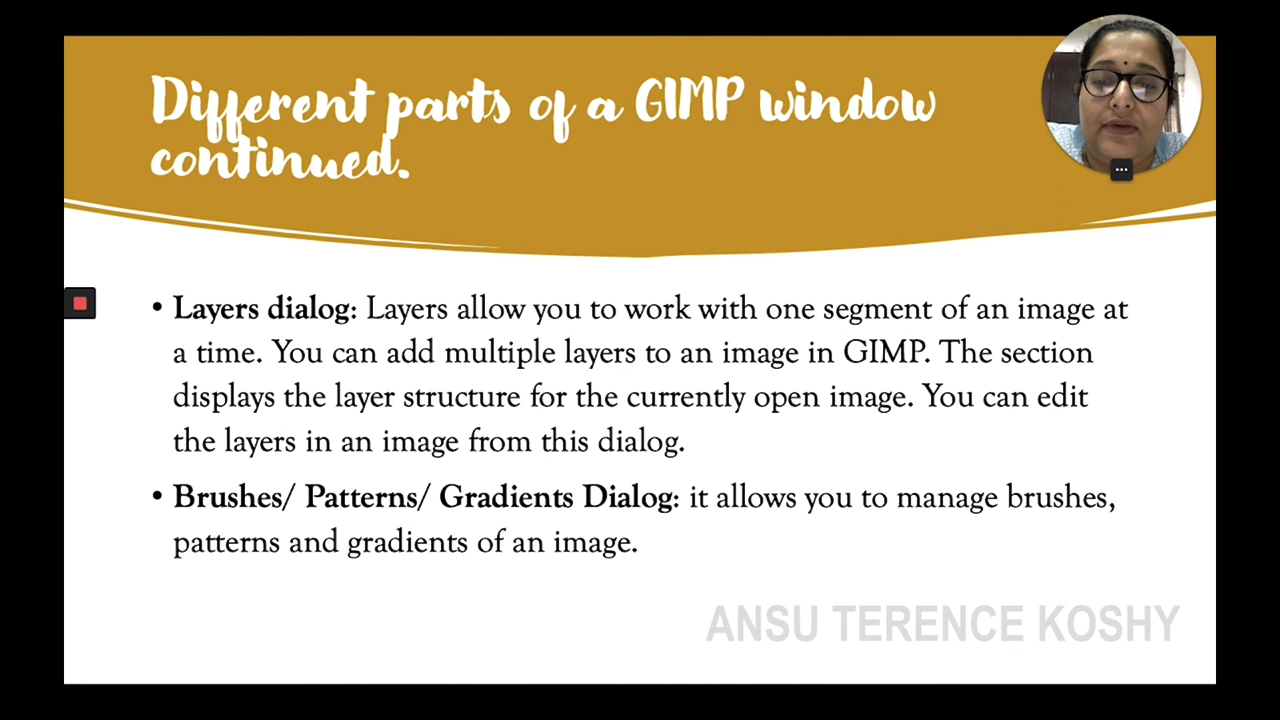 Different parts of a GIMP window
continued.
• Layers dialog: Layers allow you to work with one segment of an image at
a time. You can add multiple layers to an image in GIMP. The section
displays the layer structure for the currently open image. You can edit
the layers in an image from this dialog.
• Brushes/ Patterns/ Gradients Dialog: it allows you to manage brushes,
patterns and gradients of an image.
ANSU TERENCE KOSHY